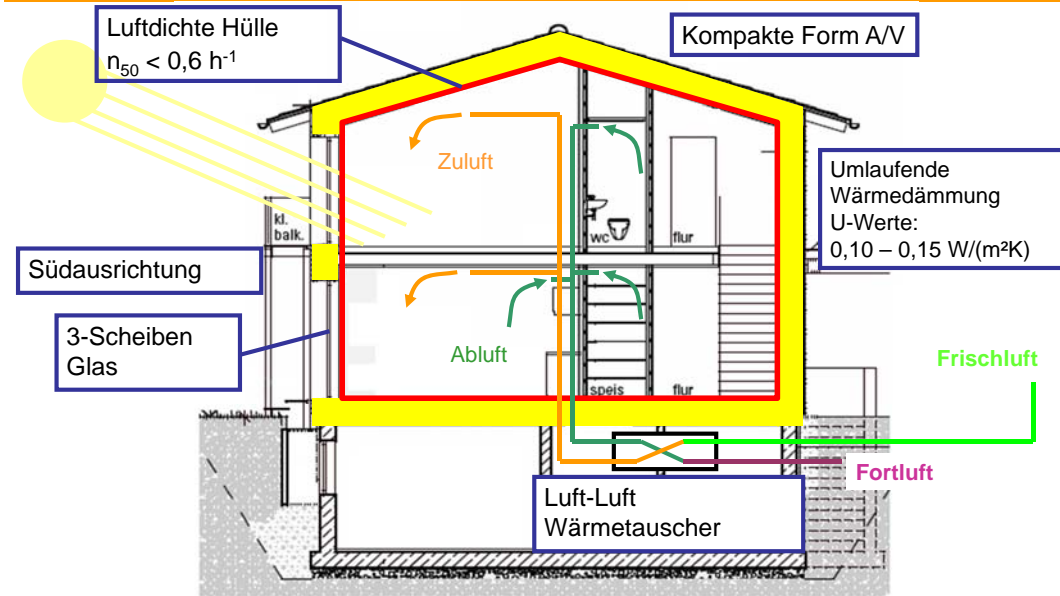 Luftdichte Hülle
n50 < 0,6 h-1
Kompakte Form A/V
Zuluft
Umlaufende
Wärmedämmung
U-Werte:
0,10 – 0,15 W/(m²K)
kl.
balk.
wc
flur
Südausrichtung
3-Scheiben
Glas
Abluft
Frischluft
speis
flur
Fortluft
Luft-Luft
Wärmetauscher